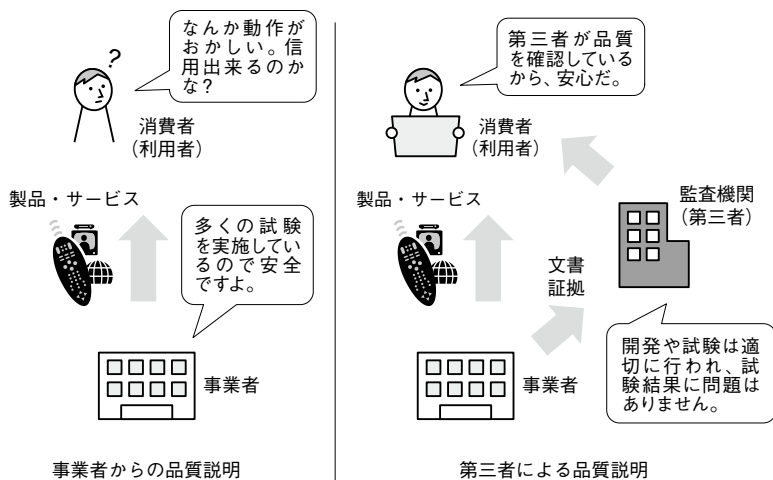 ?
なんか動作が
おかしい。信
用出来るのか
な?
消費者
(利用者)
製品・サービス
多くの試験
を実施してい
るので安全
ですよ。
事業者
事業者からの品質説明
第三者が品質
を確認している
から、安心だ。
消費者
(利用者)
製品・サービス
監査機関
(第三者)
文書
証拠
開発や試験は適
切に行われ、試
験結果に問題は
ありません。
事業者
第三者による品質説明